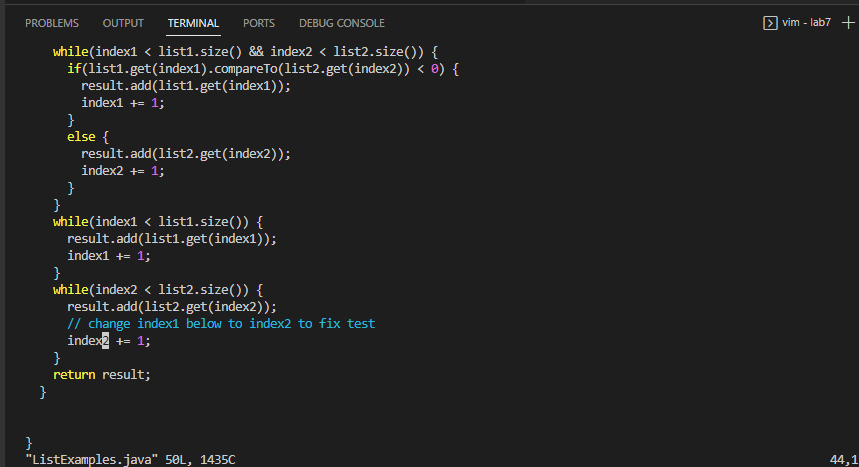 PROBLEMS OUTPUT TERMINAL PORTS DEBUG CONSOLE vim - lab7
    while(index1 < list1.size() && index2 < list2.size()) {
      if(list1.get(index1).compareTo(list2.get(index2)) < 0) {
        result.add(list1.get(index1));
        index1 += 1;
      }
      else {
        result.add(list2.get(index2));
        index2 += 1;
      }
    }
    while(index1 < list1.size()) {
      result.add(list1.get(index1));
      index1 += 1;
    }
    while(index2 < list2.size()) {
      result.add(list2.get(index2));
      // change index1 below to index2 to fix test
      index2 += 1;
    }
    return result;
  }
}
"ListExamples.java" 50L, 1435C 44,1